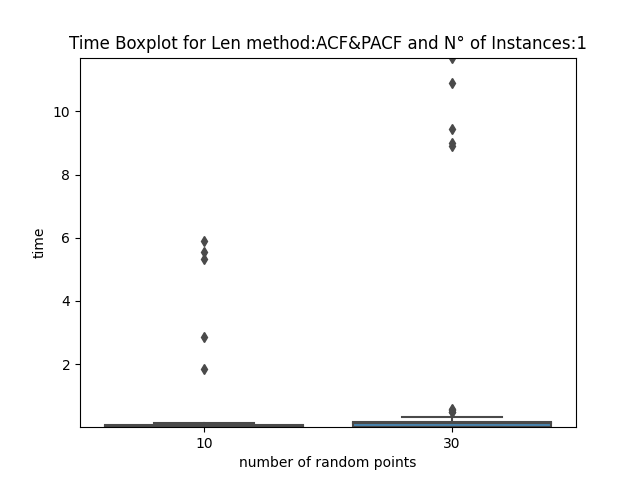 Time Boxplot for Len method:ACF&PACF and N° of Instances:1
10
8
6
4
2
time
10
30
number of random points